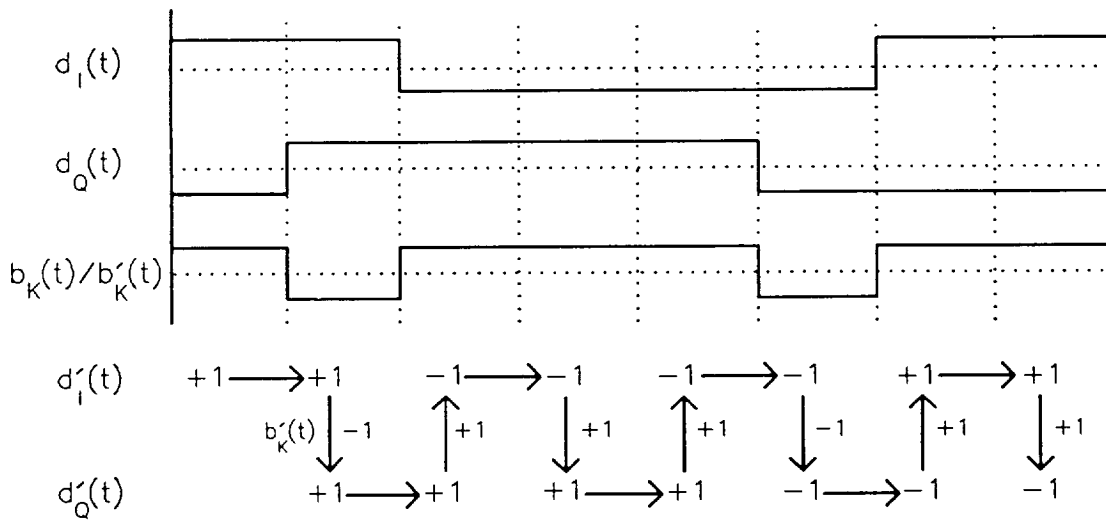 d_I(t)
d_Q(t)
b_K(t)/b′_K(t)
d′_I(t) +1 +1 -1 -1 -1 -1 +1 +1
b′_K(t) -1 +1 +1 +1 -1 +1 +1
d′_Q(t) +1 +1 +1 +1 -1 -1 -1